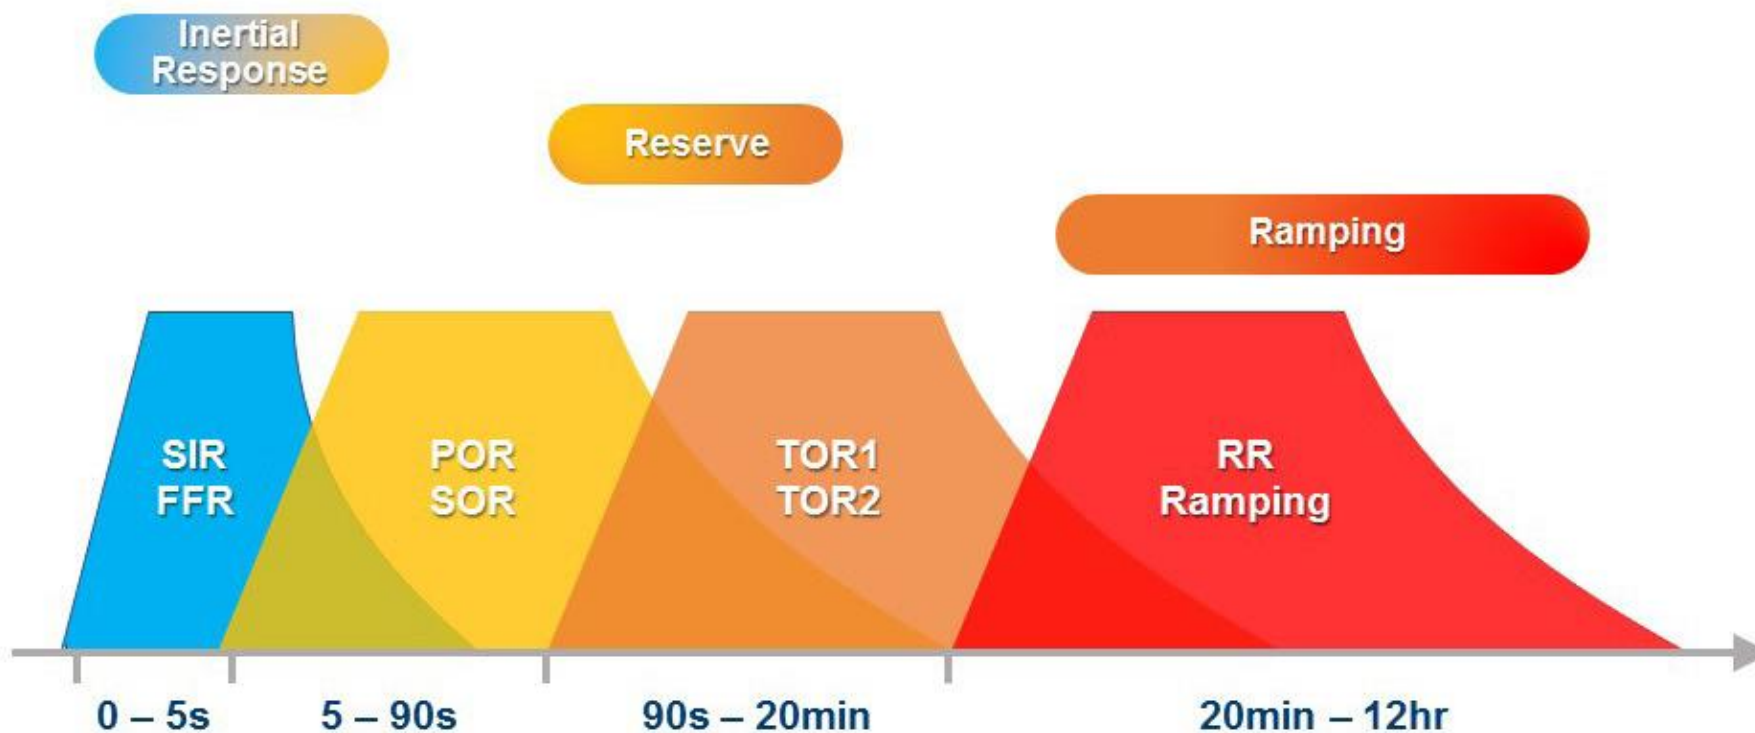 Inertial
Response
Reserve
Ramping
SIR
FFR
POR
SOR
TOR1
TOR2
RR
Ramping
0 – 5s
5 – 90s
90s – 20min
20min – 12hr